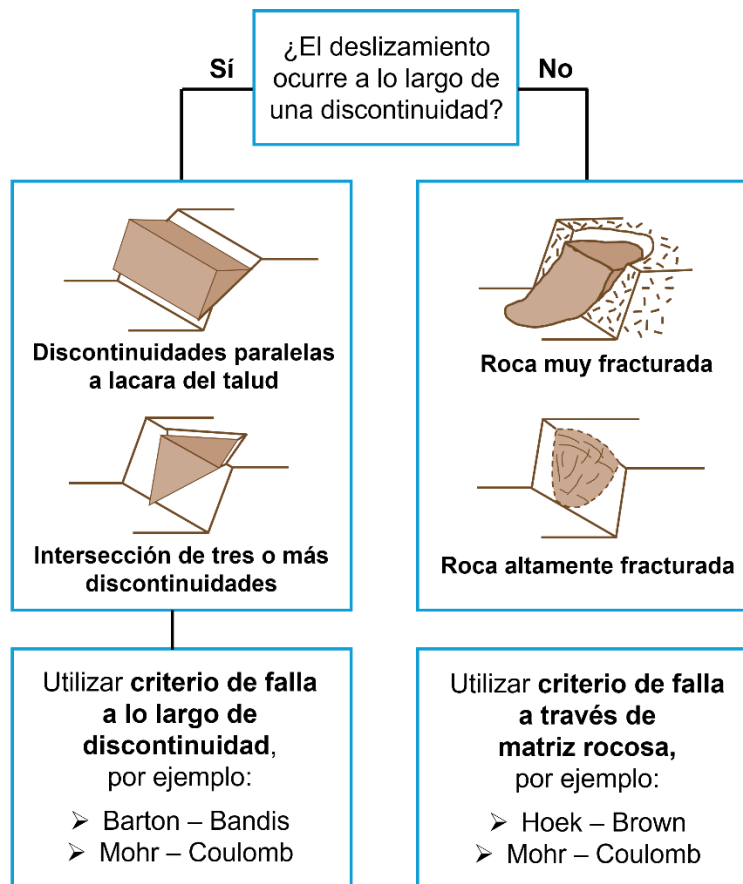 ¿El deslizamiento
ocurre a lo largo de
una discontinuidad?
Sí
No
Discontinuidades paralelas
a lacara del talud
Intersección de tres o más
discontinuidades
Roca muy fracturada
Roca altamente fracturada
Utilizar criterio de falla
a lo largo de
discontinuidad,
por ejemplo:
➢ Barton – Bandis
➢ Mohr – Coulomb
Utilizar criterio de falla
a través de
matriz rocosa,
por ejemplo:
➢ Hoek – Brown
➢ Mohr – Coulomb